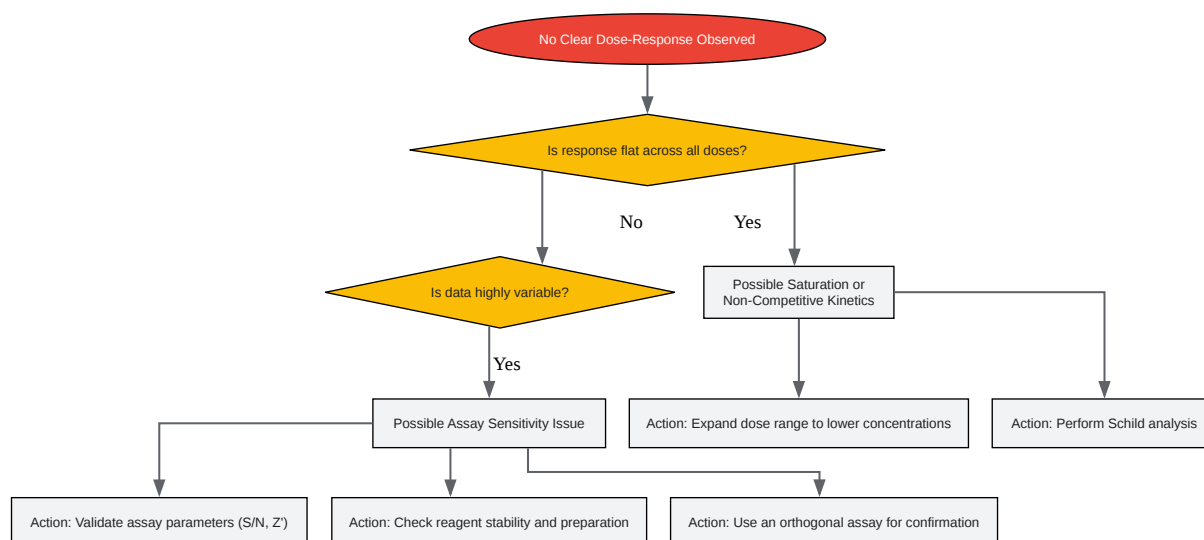 No Clear Dose-Response Observed
Is response flat across all doses?
No
Yes
Is data highly variable?
Possible Saturation or
Non-Competitive Kinetics
Yes
Possible Assay Sensitivity Issue
Action: Expand dose range to lower concentrations
Action: Perform Schild analysis
Action: Validate assay parameters (S/N, Z')
Action: Check reagent stability and preparation
Action: Use an orthogonal assay for confirmation